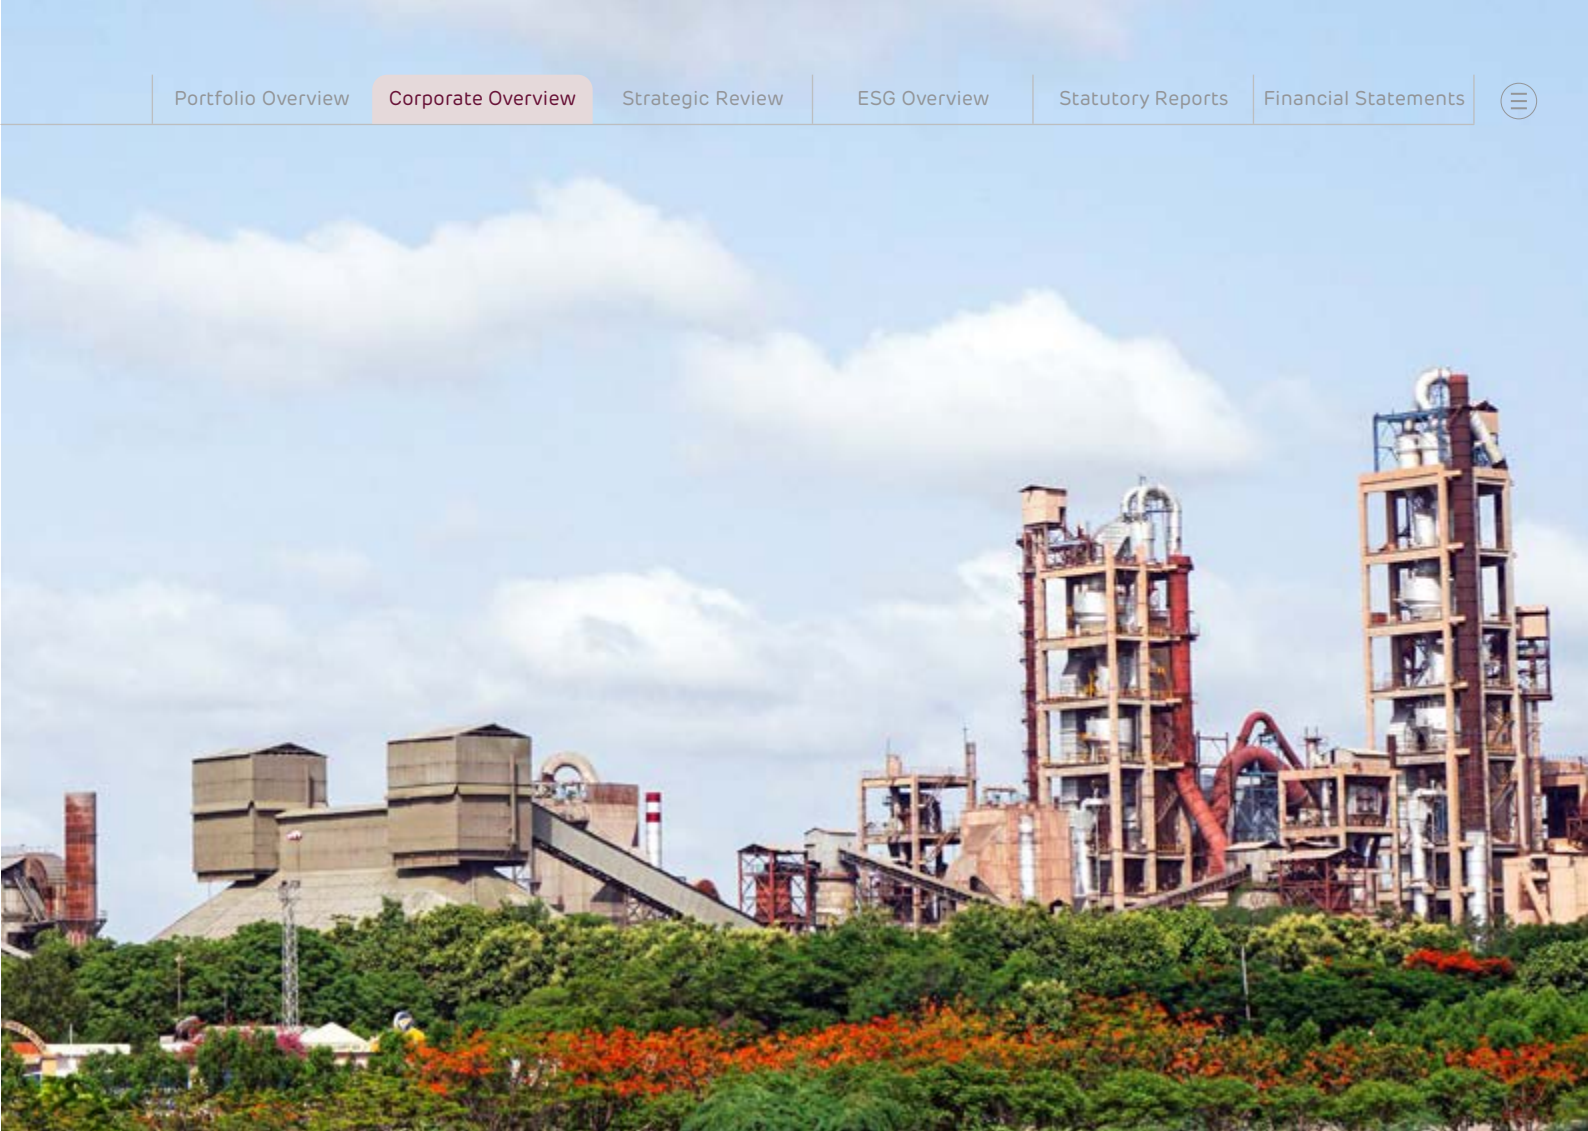 Portfolio Overview
Corporate Overview
Strategic Review
ESG Overview
Statutory Reports
Financial Statements